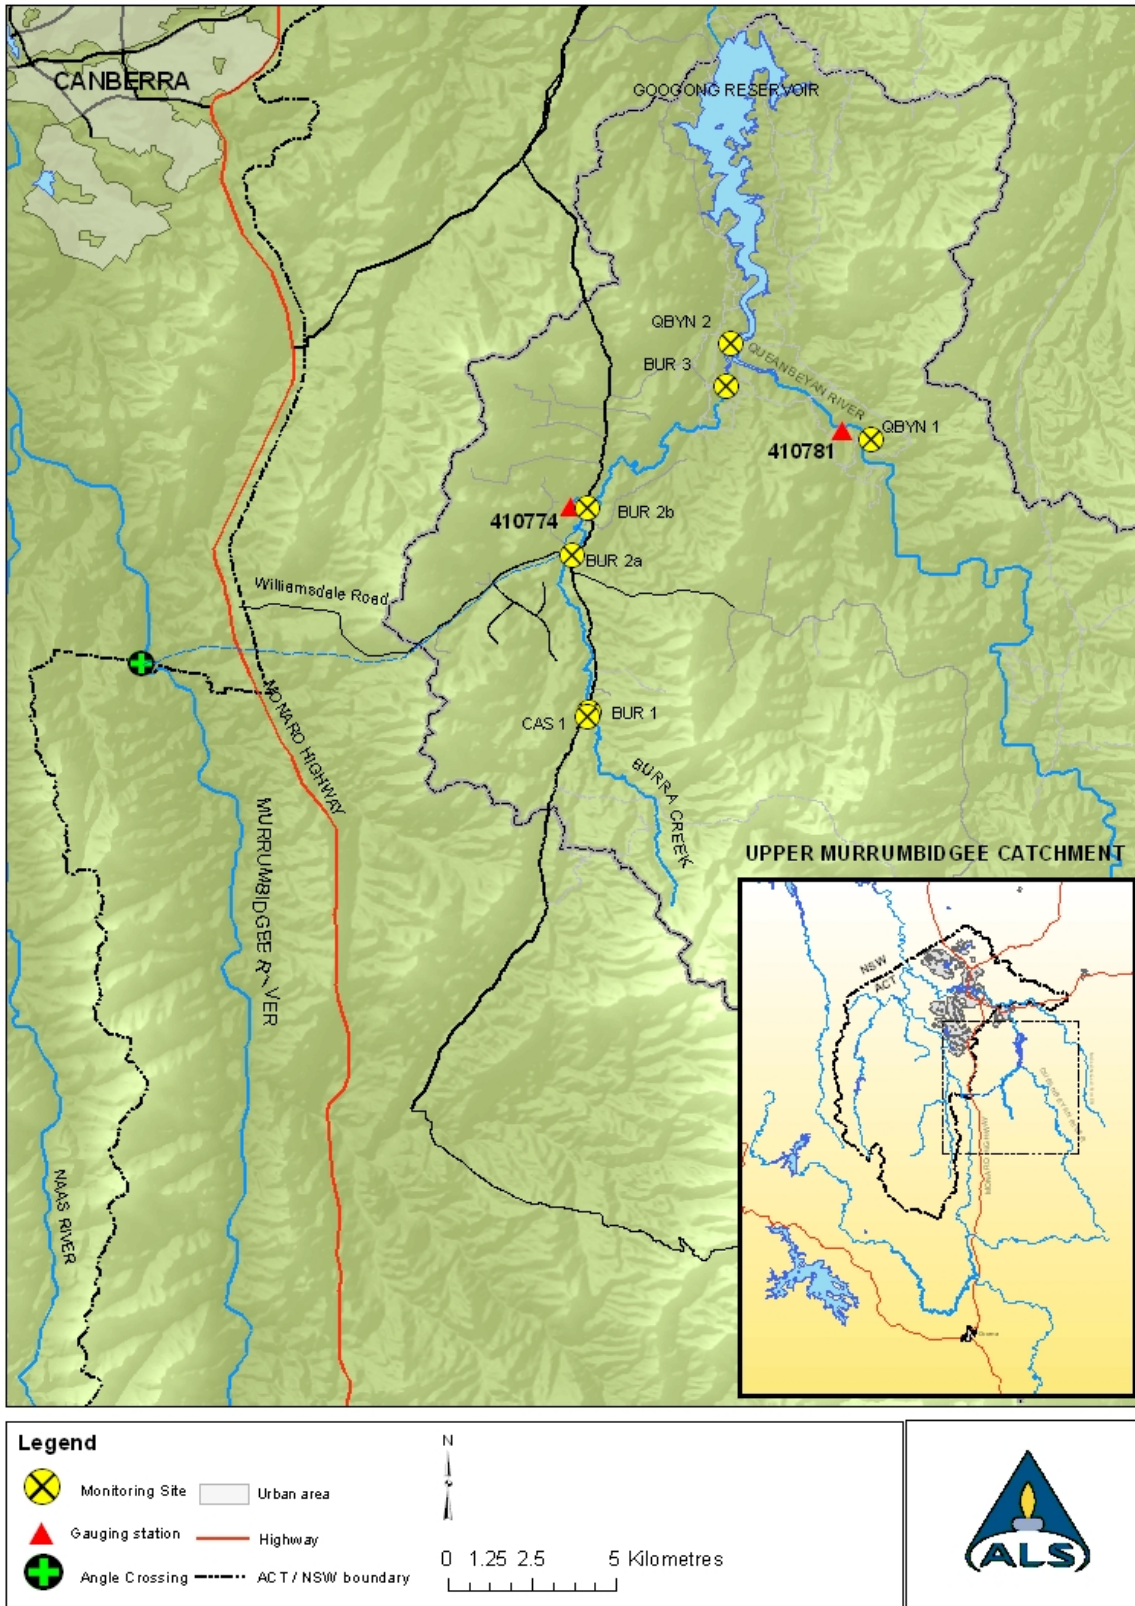 CANBERRA
GOOGONG RESERVOIR
QBYN 2
QUEANBEYAN RIVER
BUR 3
QBYN 1
410781
410774
BUR 2b
BUR 2a
Williamsdale Road
MONARO HIGHWAY
CAS 1
BUR 1
BURRA CREEK
MURRUMBIDGEE RIVER
NAAS RIVER
UPPER MURRUMBIDGEE CATCHMENT
NSW
ACT
MONARO HIGHWAY
Legend
Monitoring Site
Urban area
Gauging station
Highway
Angle Crossing
ACT / NSW boundary
N
0 1.25 2.5 5 Kilometres
ALS